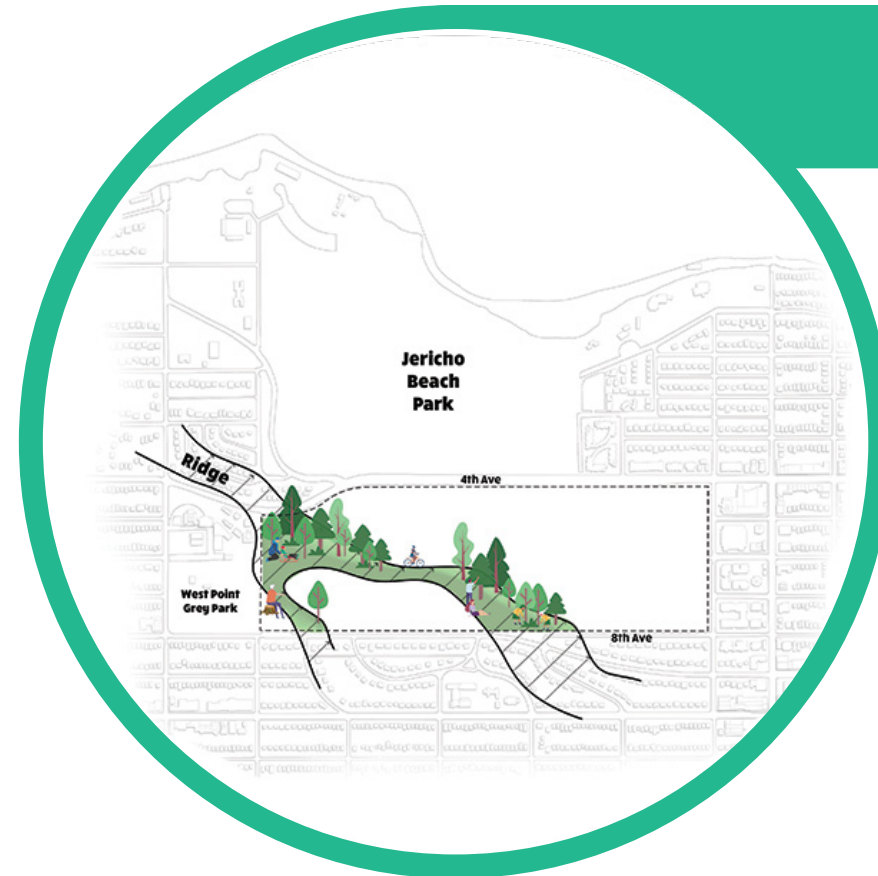 Jericho
Beach
Park
Ridge
4th Ave
West Point
Grey Park
8th Ave